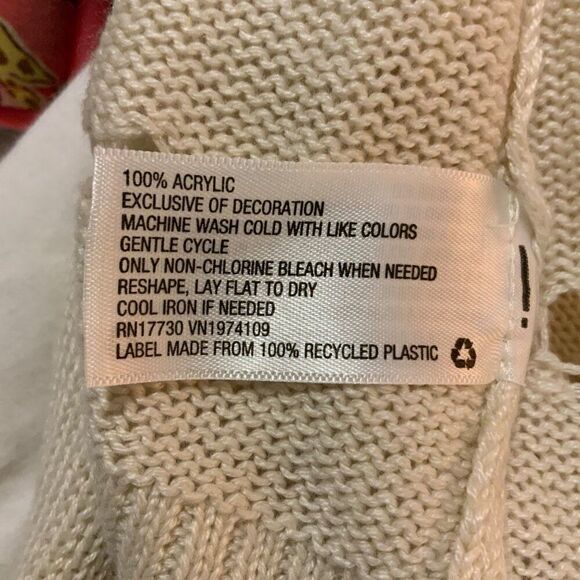 100% ACRYLIC
EXCLUSIVE OF DECORATION
MACHINE WASH COLD WITH LIKE COLORS
GENTLE CYCLE
ONLY NON-CHLORINE BLEACH WHEN NEEDED
RESHAPE, LAY FLAT TO DRY
COOL IRON IF NEEDED
RN17730 VN1974109
LABEL MADE FROM 100% RECYCLED PLASTIC